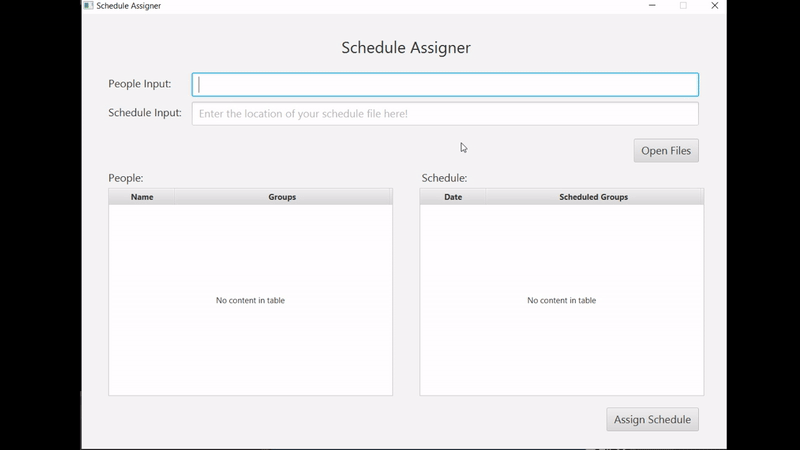 Schedule Assigner
Schedule Assigner
People Input:
Schedule Input: Enter the location of your schedule file here!
Open Files
People:
Schedule:
Name Groups
Date Scheduled Groups
No content in table
No content in table
Assign Schedule